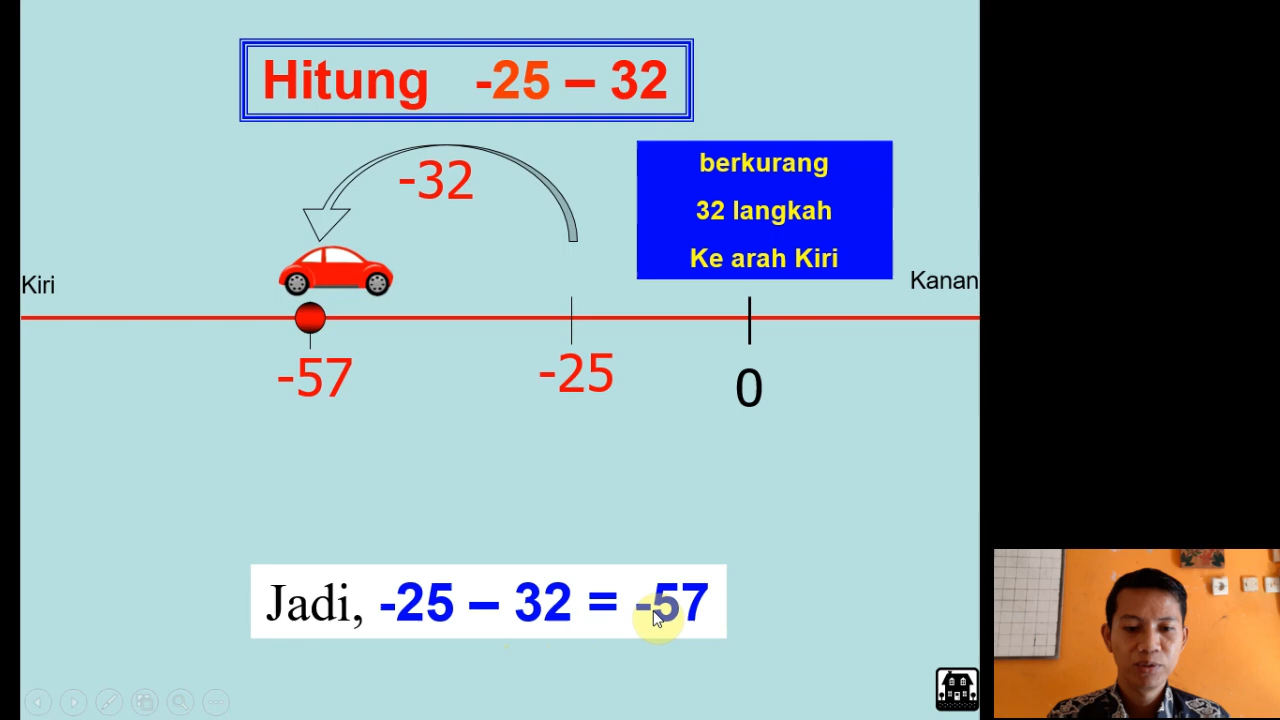 Hitung -25 – 32
-32
berkurang
32 langkah
Ke arah Kiri
Kiri
Kanan
-57
-25
0
Jadi, -25 – 32 = -57